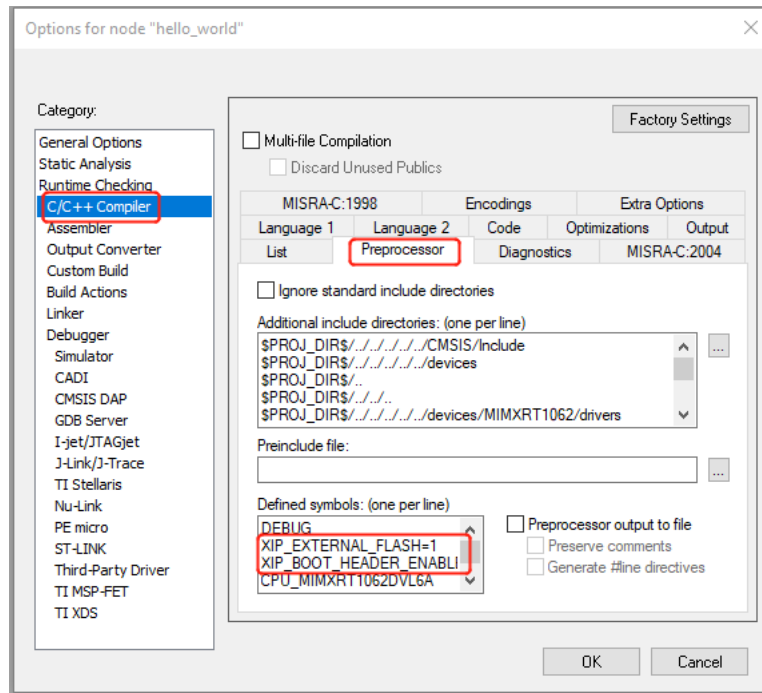 Options for node "hello_world"
Category:
General Options
Static Analysis
Runtime Checking
C/C++ Compiler
Assembler
Output Converter
Custom Build
Build Actions
Linker
Debugger
Simulator
CADI
CMSIS DAP
GDB Server
I-jet/JTAGjet
J-Link/J-Trace
TI Stellaris
Nu-Link
PE micro
ST-LINK
Third-Party Driver
TI MSP-FET
TI XDS
Factory Settings
Multi-file Compilation
Discard Unused Publics
MISRA-C:1998 Encodings Extra Options
Language 1 Language 2 Code Optimizations Output
List Preprocessor Diagnostics MISRA-C:2004
Ignore standard include directories
Additional include directories: (one per line)
$PROJ_DIR$/../../../../../CMSIS/Include
$PROJ_DIR$/../../../../../devices
$PROJ_DIR$/..
$PROJ_DIR$/../../..
$PROJ_DIR$/../../../../../devices/MIMXRT1062/drivers
...
Preinclude file:
...
Defined symbols: (one per line)
DEBUG
XIP_EXTERNAL_FLASH=1
XIP_BOOT_HEADER_ENABLI
CPU_MIMXRT1062DVL6A
Preprocessor output to file
Preserve comments
Generate #line directives
OK Cancel